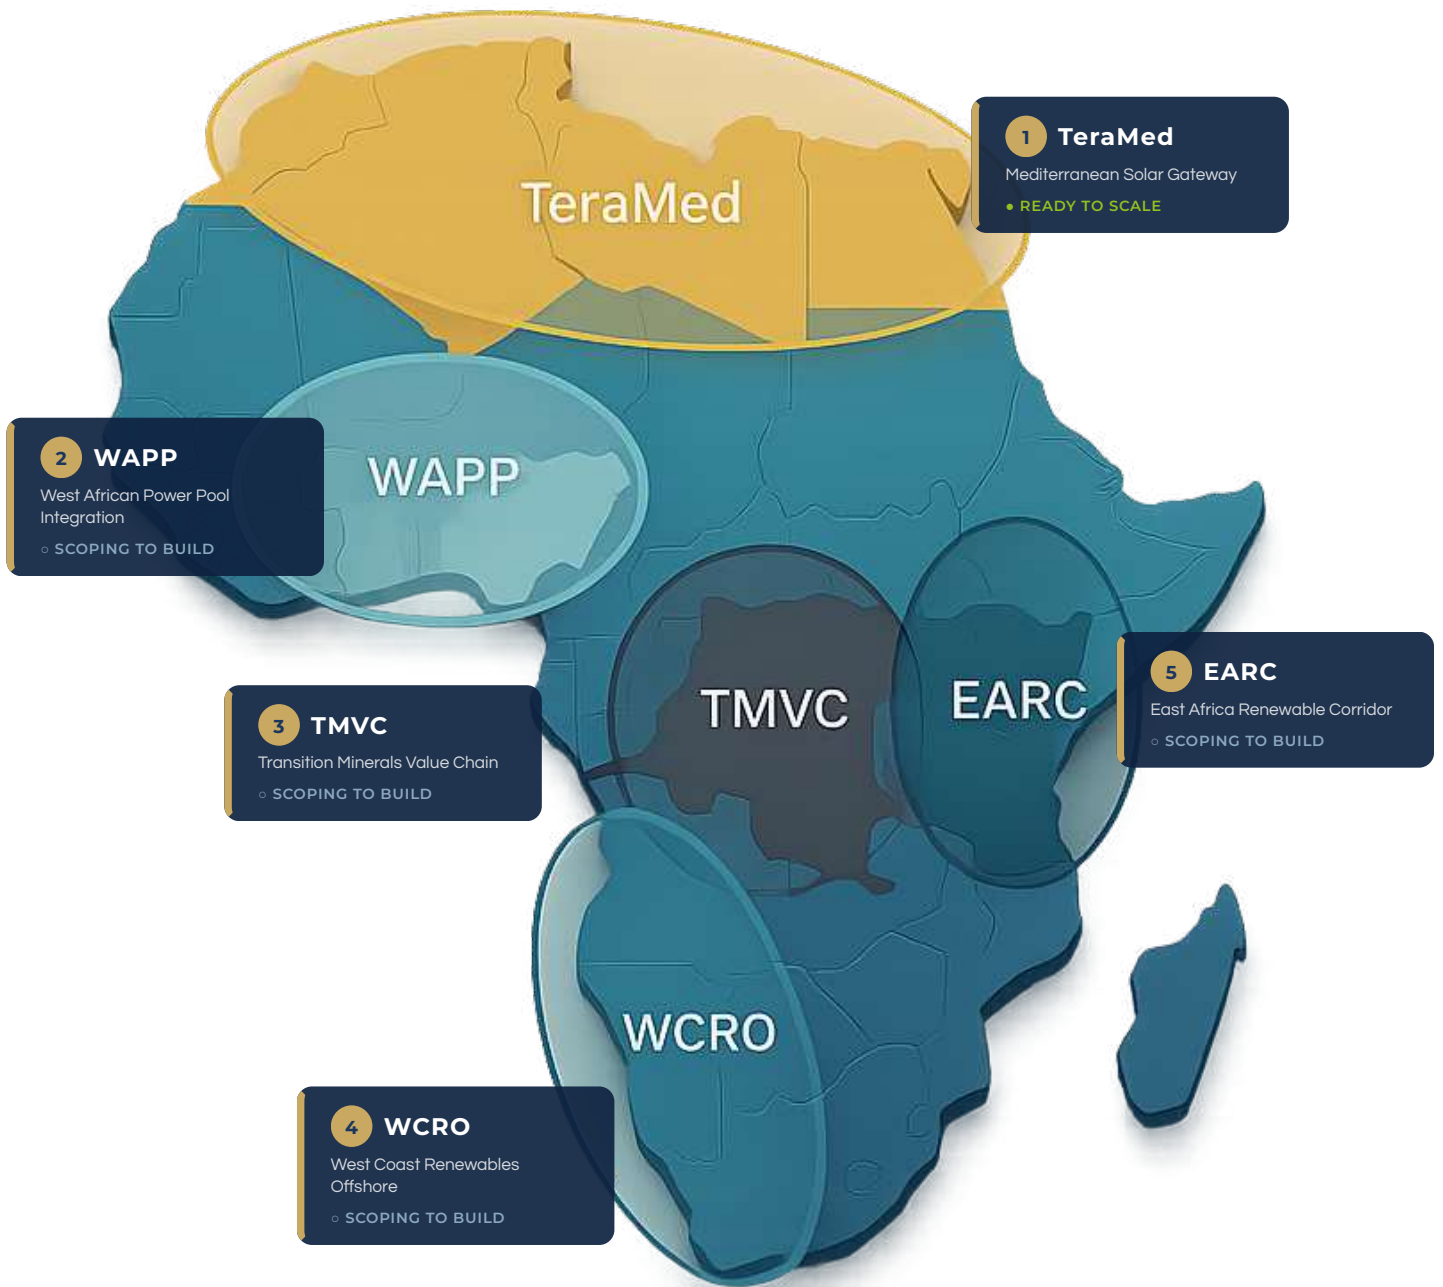 1 TeraMed
Mediterranean Solar Gateway
● READY TO SCALE
TeraMed
2 WAPP
West African Power Pool
Integration
○ SCOPING TO BUILD
WAPP
3 TMVC
Transition Minerals Value Chain
○ SCOPING TO BUILD
TMVC
EARC
5 EARC
East Africa Renewable Corridor
○ SCOPING TO BUILD
WCRO
4 WCRO
West Coast Renewables
Offshore
○ SCOPING TO BUILD